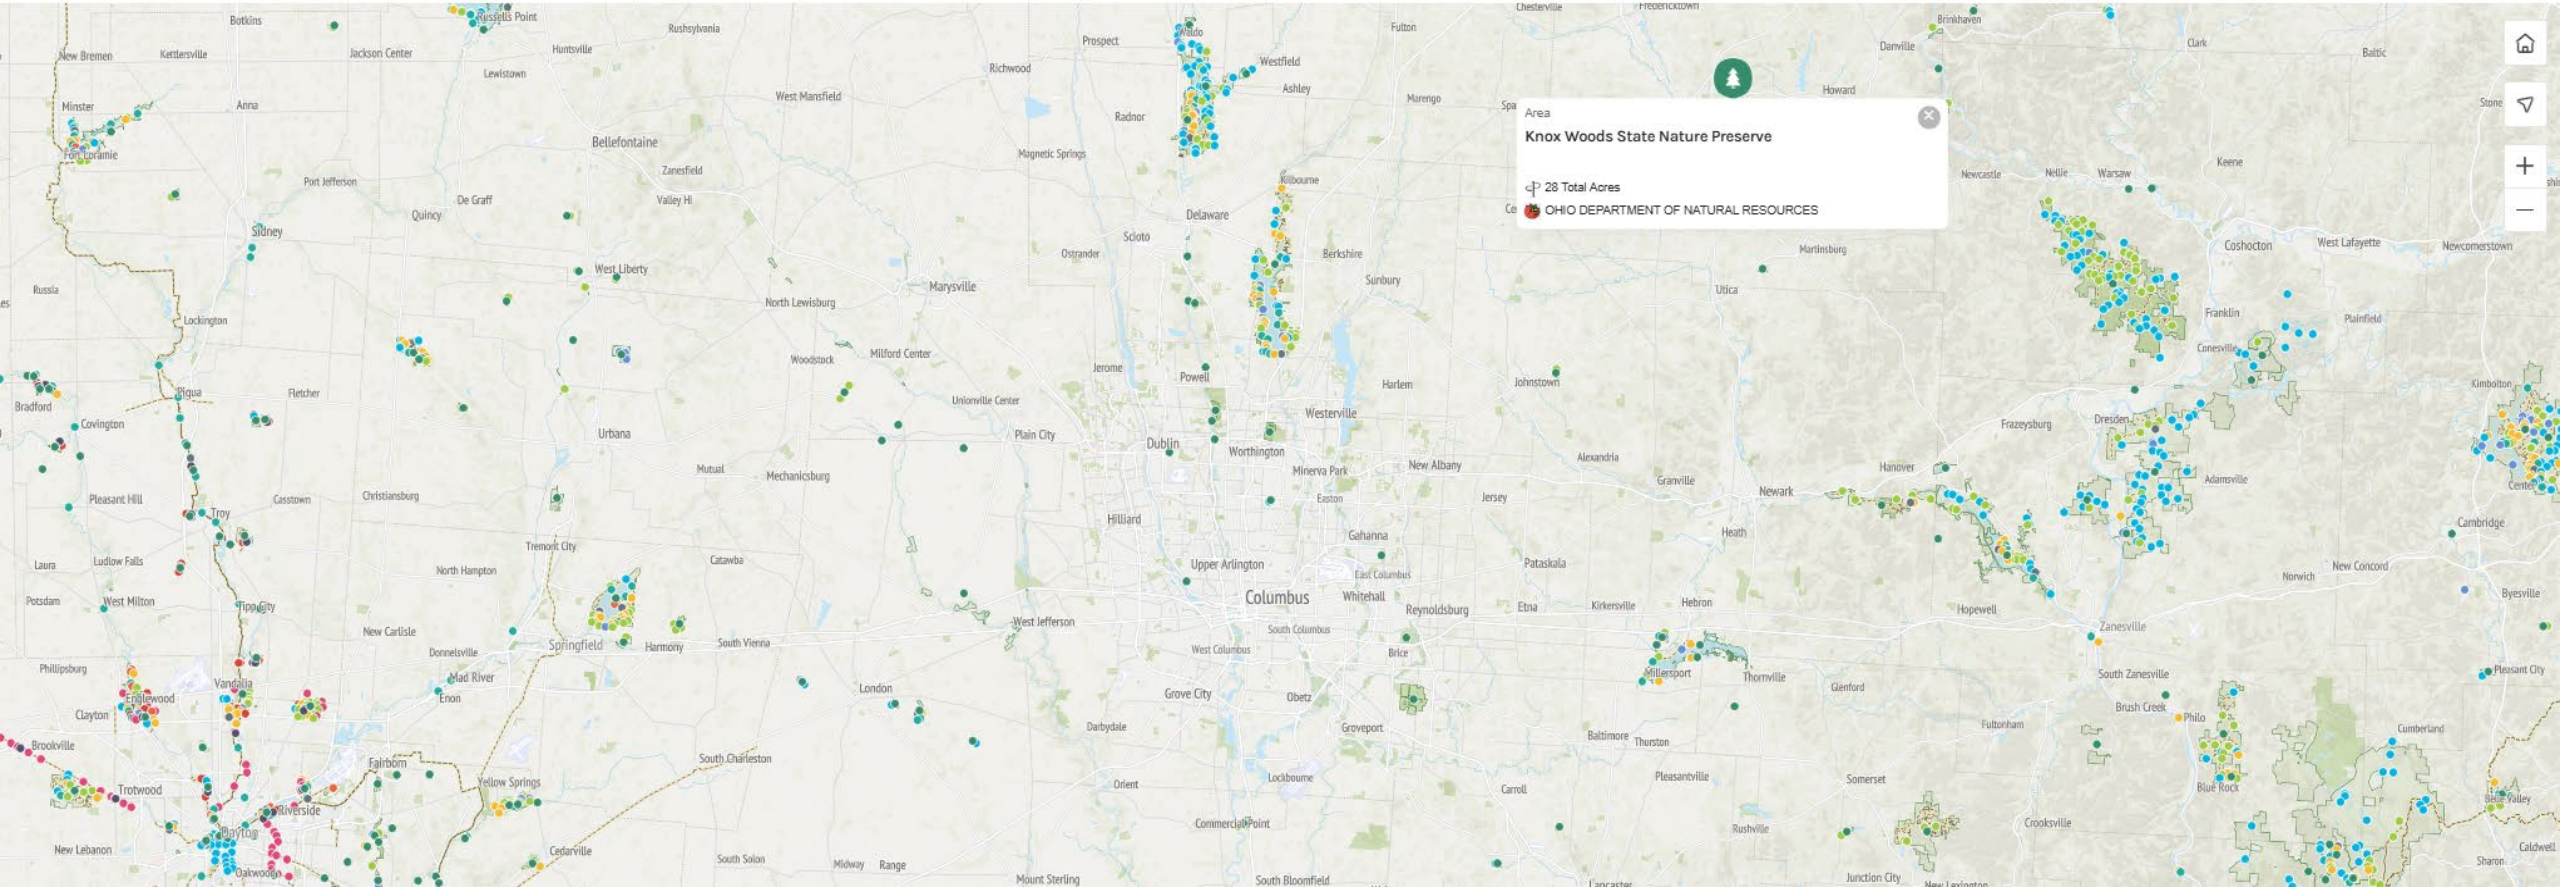 Botkins
Russells Point
Rushsylvania
Waldo
Fulton
Chesterville
Fredericktown
Brinkhaven
New Bremen
Kettlersville
Jackson Center
Huntsville
Prospect
Westfield
Danville
Clark
Baltic
Lewistown
Richwood
Ashley
Howard
Minster
Anna
West Mansfield
Radnor
Marengo
Spa
Stone
Area
Knox Woods State Nature Preserve
28 Total Acres
OHIO DEPARTMENT OF NATURAL RESOURCES
Fort Loramie
Bellefontaine
Magnetic Springs
Zanesfield
Port Jefferson
De Graff
Valley HI
Kilbourne
Newcastle
Nellie
Warsaw
Keene
Quincy
Delaware
Ce
Sidney
Scioto
Ostrander
Berkshire
Martinsburg
Coshocton
West Lafayette
Newcomerstown
West Liberty
Russia
es
North Lewisburg
Marysville
Sunbury
Utica
Lockington
Franklin
Plainfield
Woodstock
Milford Center
Conesville
Jerome
Powell
Harlem
Johnstown
Kimbolton
Piqua
Fletcher
Bradford
Unionville Center
Westerville
Covington
Urbana
Plain City
Dublin
Worthington
Frazeysburg
Dresden
Mutual
Mechanicsburg
Minerva Park
New Albany
Alexandria
Hanover
Granville
Adamsville
Center
Pleasant Hill
Casstown
Christiansburg
Easton
Jersey
Newark
Troy
Hilliard
Cambridge
Tremont City
Gahanna
Heath
Laura
Ludlow Falls
North Hampton
Catawba
Upper Arlington
East Columbus
Pataskala
Norwich
New Concord
Potsdam
West Milton
Tipp City
Columbus
Whitehall
Reynoldsburg
Etna
Kirkersville
Hebron
Hopewell
Byesville
New Carlisle
West Jefferson
South Columbus
Zanesville
Donnelsville
Springfield
Harmony
South Vienna
West Columbus
Brice
Phillipsburg
Mad River
Vandalia
Millersport
Thornville
South Zanesville
Pleasant City
Englewood
Enon
London
Grove City
Obetz
Glenford
Clayton
Brush Creek
Philo
Darbydale
Groveport
Fultonham
Cumberland
Brookville
Baltimore
Thurston
Fairborn
South Charleston
Trotwood
Yellow Springs
Orient
Lockbourne
Carroll
Pleasantville
Somerset
Blue Rock
Belle Valley
Riverside
Dayton
Commercial Point
Rushville
Crooksville
New Lebanon
Cedarville
South Solon
Midway
Range
Caldwell
Oakwood
Mount Sterling
South Bloomfield
Lancaster
Junction City
New Lexington
Sharon